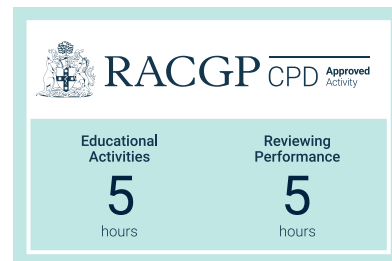 RACGP CPD Approved
Activity
Educational
Activities
5
hours
Reviewing
Performance
5
hours